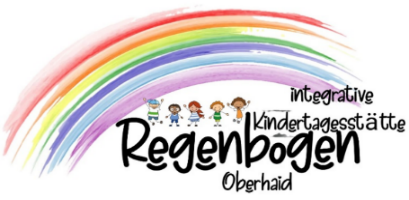 integrative
Kindertagesstätte
Regenbogen
Oberhaid